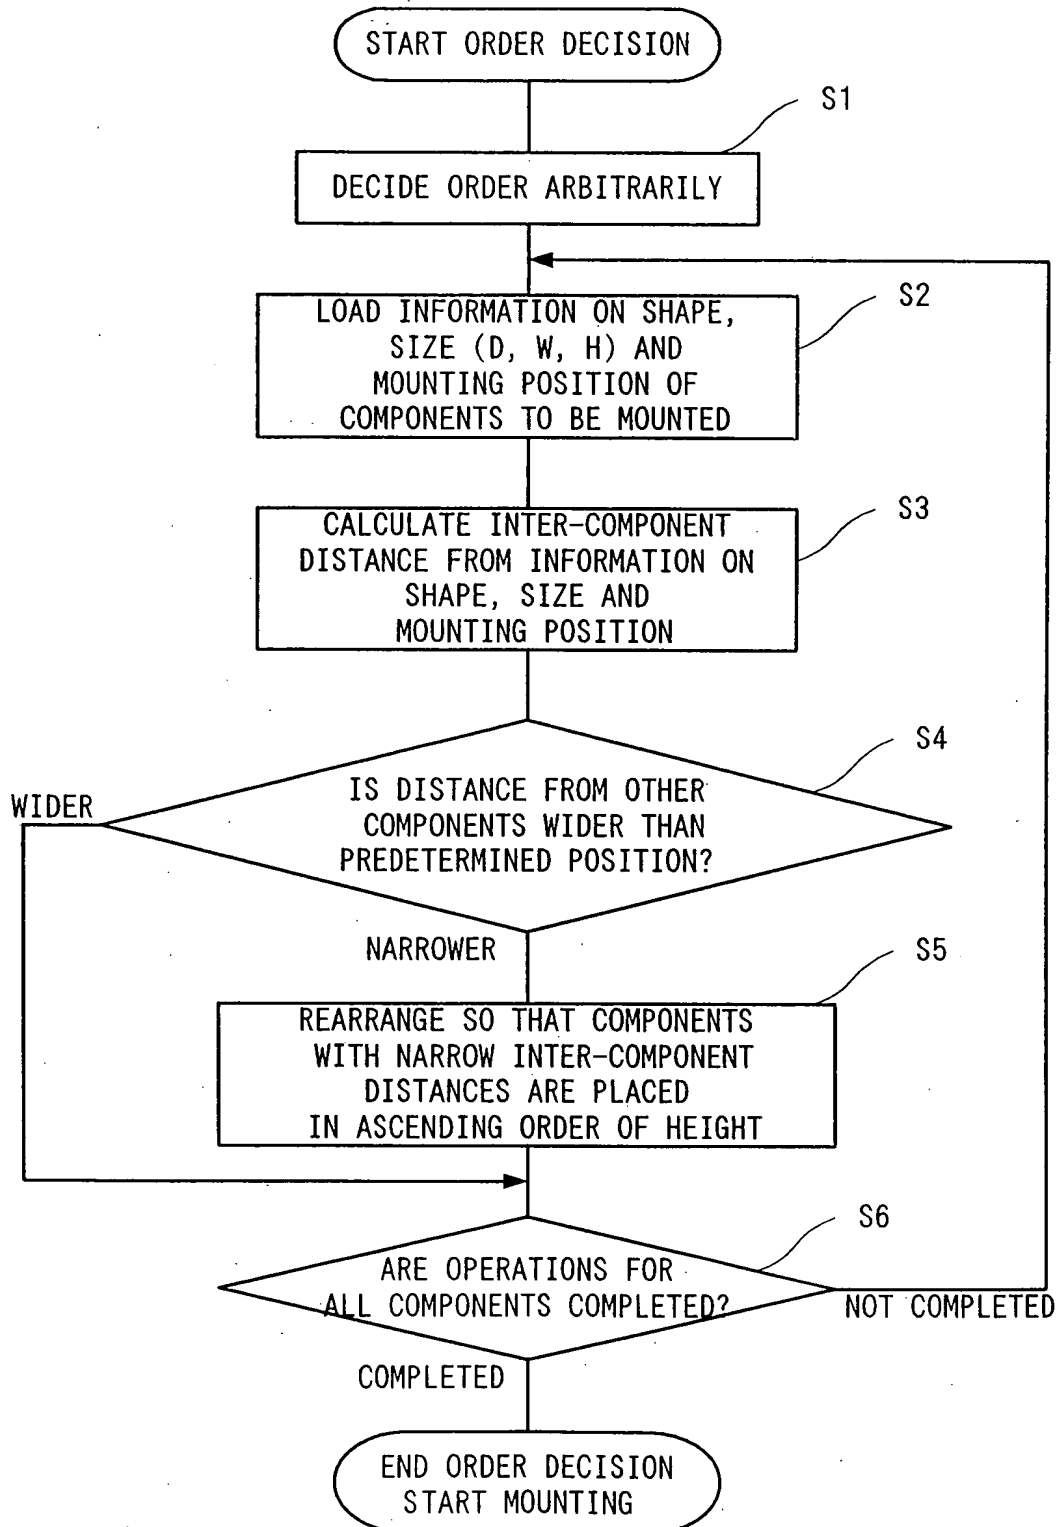 START ORDER DECISION
S1
DECIDE ORDER ARBITRARILY
S2
LOAD INFORMATION ON SHAPE,
SIZE (D, W, H) AND
MOUNTING POSITION OF
COMPONENTS TO BE MOUNTED
S3
CALCULATE INTER-COMPONENT
DISTANCE FROM INFORMATION ON
SHAPE, SIZE AND
MOUNTING POSITION
S4
IS DISTANCE FROM OTHER
COMPONENTS WIDER THAN
PREDETERMINED POSITION?
WIDER
NARROWER
S5
REARRANGE SO THAT COMPONENTS
WITH NARROW INTER-COMPONENT
DISTANCES ARE PLACED
IN ASCENDING ORDER OF HEIGHT
S6
ARE OPERATIONS FOR
ALL COMPONENTS COMPLETED?
NOT COMPLETED
COMPLETED
END ORDER DECISION
START MOUNTING